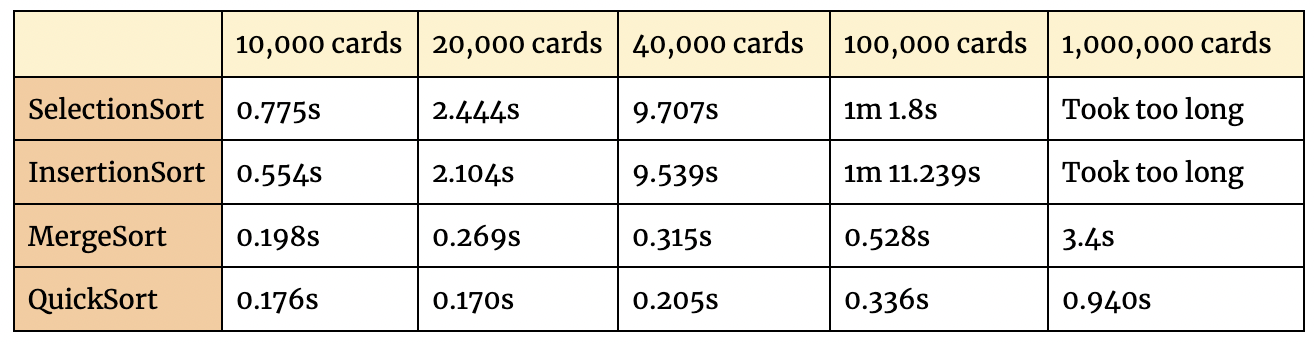 10,000 cards 20,000 cards 40,000 cards 100,000 cards 1,000,000 cards
SelectionSort 0.775s 2.444s 9.707s 1m 1.8s Took too long
InsertionSort 0.554s 2.104s 9.539s 1m 11.239s Took too long
MergeSort 0.198s 0.269s 0.315s 0.528s 3.4s
QuickSort 0.176s 0.170s 0.205s 0.336s 0.940s